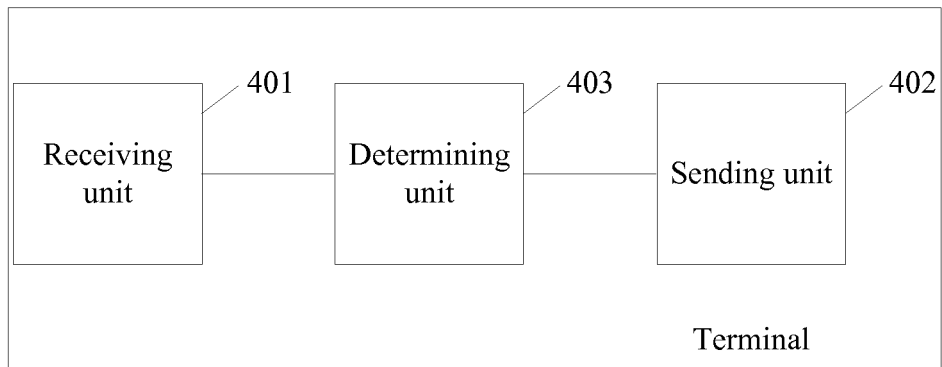 401
403
402
Receiving
unit
Determining
unit
Sending unit
Terminal